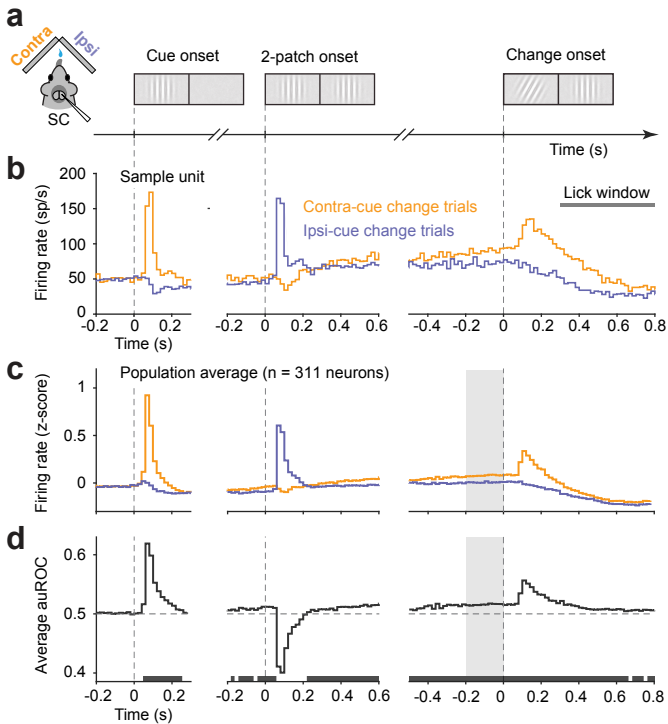 a
Contra
Ipsi
SC
Cue onset
2-patch onset
Change onset
Time (s)
b
Sample unit
Contra-cue change trials
Ipsi-cue change trials
Lick window
Firing rate (sp/s)
200
150
100
50
0
-0.2 0 0.2
-0.2 0 0.2 0.4 0.6
-0.4 -0.2 0 0.2 0.4 0.6 0.8
Time (s)
c
Population average (n = 311 neurons)
Firing rate (z-score)
1
0.5
0
d
Average auROC
0.6
0.5
0.4
-0.2 0 0.2
-0.2 0 0.2 0.4 0.6
-0.4 -0.2 0 0.2 0.4 0.6 0.8
Time (s)